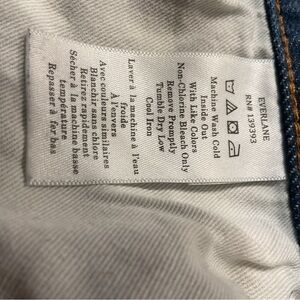 EVERLANE
RN# 139393
Machine Wash Cold
Inside Out
With Like Colors
Non-Chlorine Bleach Only
Remove Promptly
Tumble Dry Low
Cool Iron
Laver à la machine à l'eau
froide
À l'envers
Avec couleurs similaires
Blanchir sans chlore
Retirez rapidement
Sécher à la machine basse
température
Repasser à fer bas